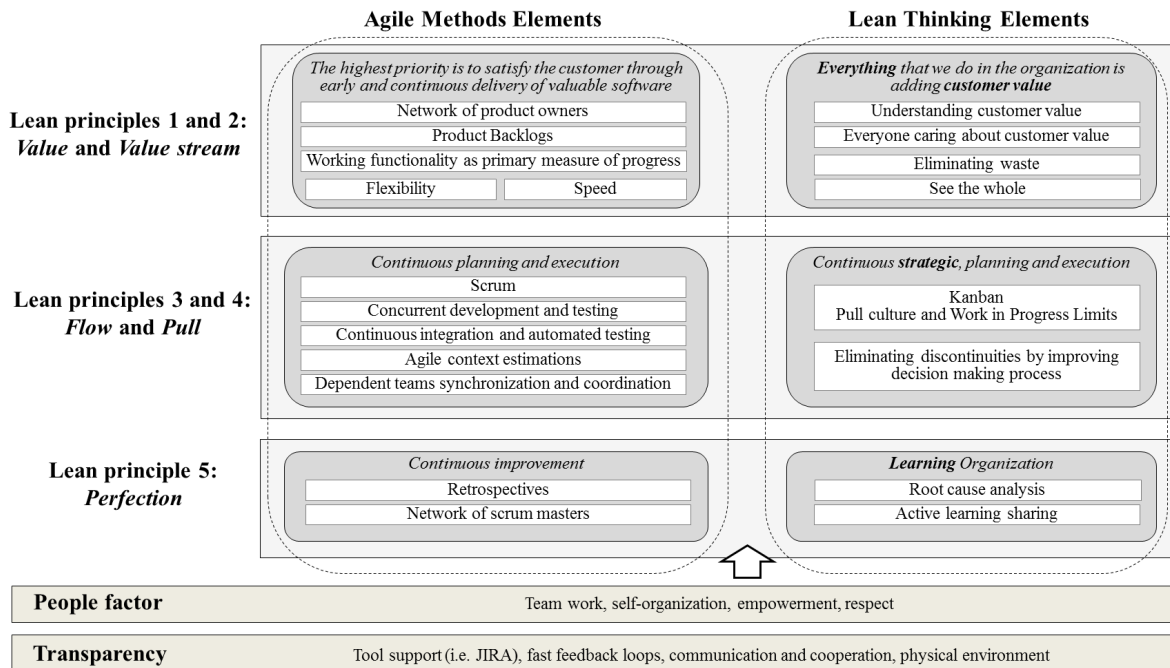 Agile Methods Elements
Lean Thinking Elements
Lean principles 1 and 2:
Value and Value stream
The highest priority is to satisfy the customer through
early and continuous delivery of valuable software
Network of product owners
Product Backlogs
Working functionality as primary measure of progress
Flexibility
Speed
Everything that we do in the organization is
adding customer value
Understanding customer value
Everyone caring about customer value
Eliminating waste
See the whole
Lean principles 3 and 4:
Flow and Pull
Continuous planning and execution
Scrum
Concurrent development and testing
Continuous integration and automated testing
Agile context estimations
Dependent teams synchronization and coordination
Continuous strategic, planning and execution
Kanban
Pull culture and Work in Progress Limits
Eliminating discontinuities by improving
decision making process
Lean principle 5:
Perfection
Continuous improvement
Retrospectives
Network of scrum masters
Learning Organization
Root cause analysis
Active learning sharing
People factor
Team work, self-organization, empowerment, respect
Transparency
Tool support (i.e. JIRA), fast feedback loops, communication and cooperation, physical environment